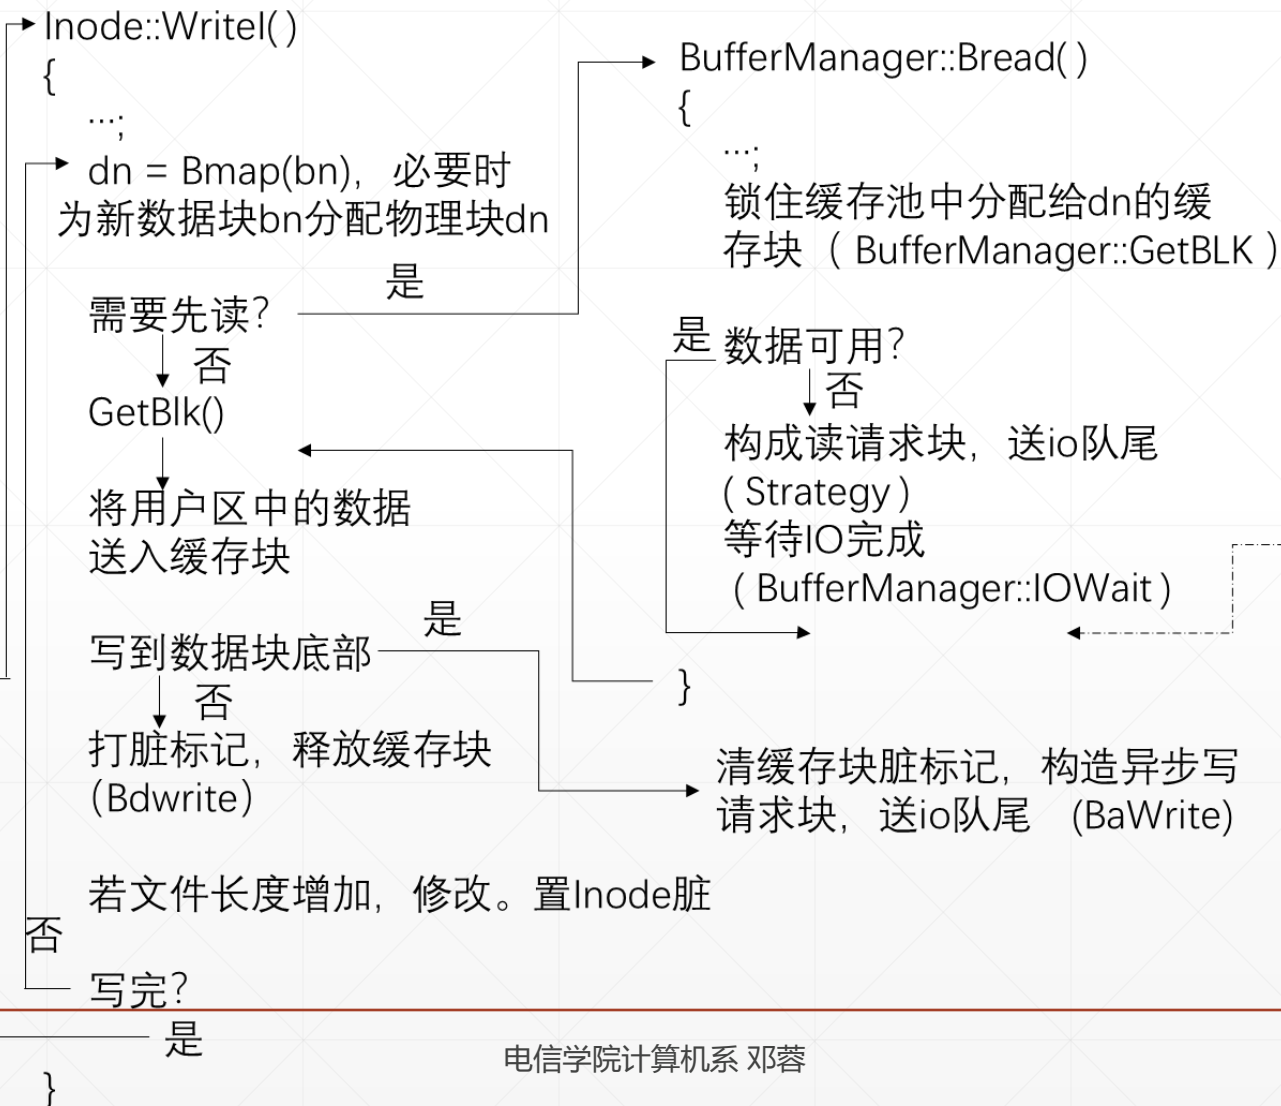 Inode::WriteI( )
{
…;
dn = Bmap(bn)，必要时
为新数据块bn分配物理块dn
是
需要先读？
否
GetBlk()
将用户区中的数据
送入缓存块
是
写到数据块底部
否
打脏标记，释放缓存块
（Bdwrite）
若文件长度增加，修改。置Inode脏
否
写完？
是
}
BufferManager::Bread( )
{
…;
锁住缓存池中分配给dn的缓
存块（ BufferManager::GetBLK ）
是
数据可用？
否
构成读请求块，送io队尾
( Strategy )
等待IO完成
（ BufferManager::IOWait ）
}
清缓存块脏标记，构造异步写
请求块，送io队尾 (BaWrite)
电信学院计算机系 邓蓉